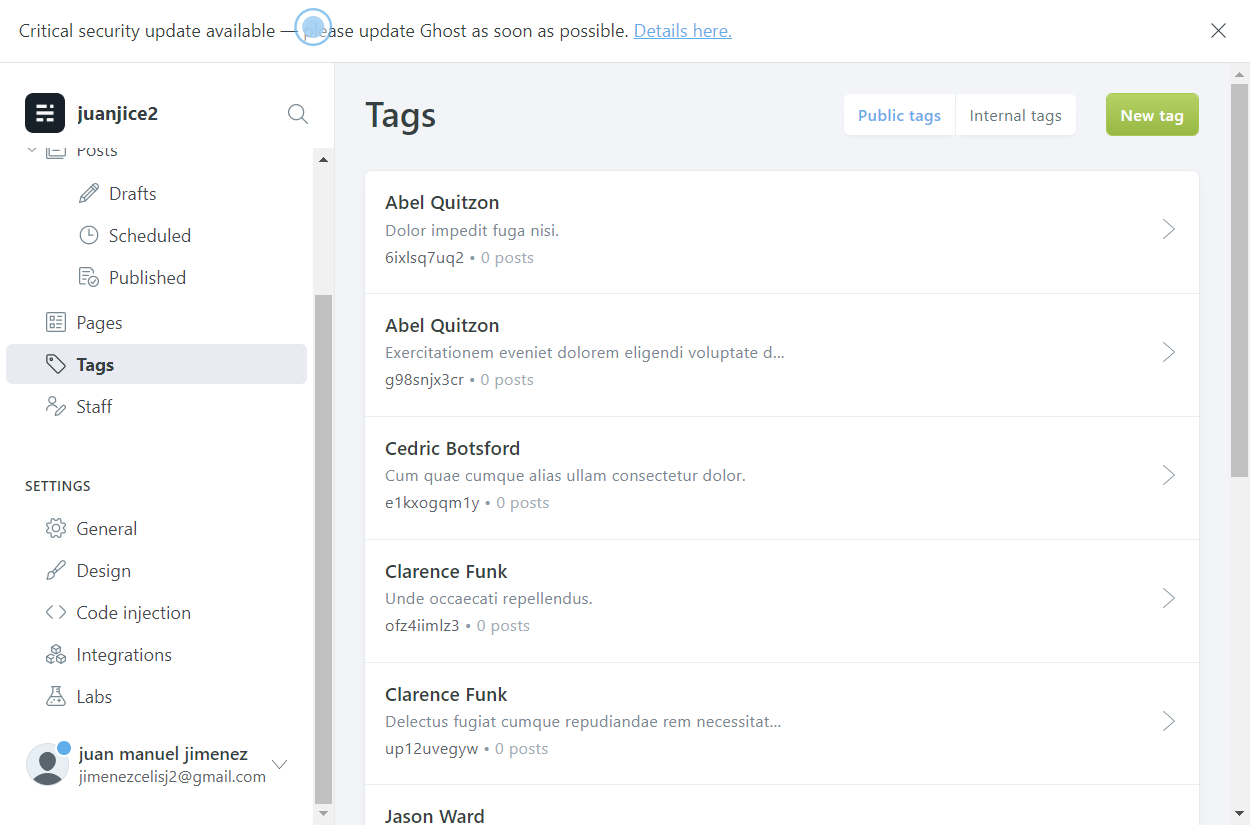 Critical security update available — please update Ghost as soon as possible. Details here.
juanjice2
Posts
Drafts
Scheduled
Published
Pages
Tags
Staff
SETTINGS
General
Design
Code injection
Integrations
Labs
juan manuel jimenez
jimenezcelisj2@gmail.com
Tags
Public tags
Internal tags
New tag
Abel Quitzon
Dolor impedit fuga nisi.
6ixlsq7uq2 • 0 posts
Abel Quitzon
Exercitationem eveniet dolorem eligendi voluptate d...
g98snjx3cr • 0 posts
Cedric Botsford
Cum quae cumque alias ullam consectetur dolor.
e1kxogqm1y • 0 posts
Clarence Funk
Unde occaecati repellendus.
ofz4iimlz3 • 0 posts
Clarence Funk
Delectus fugiat cumque repudiandae rem necessitat...
up12uvegyw • 0 posts
Jason Ward